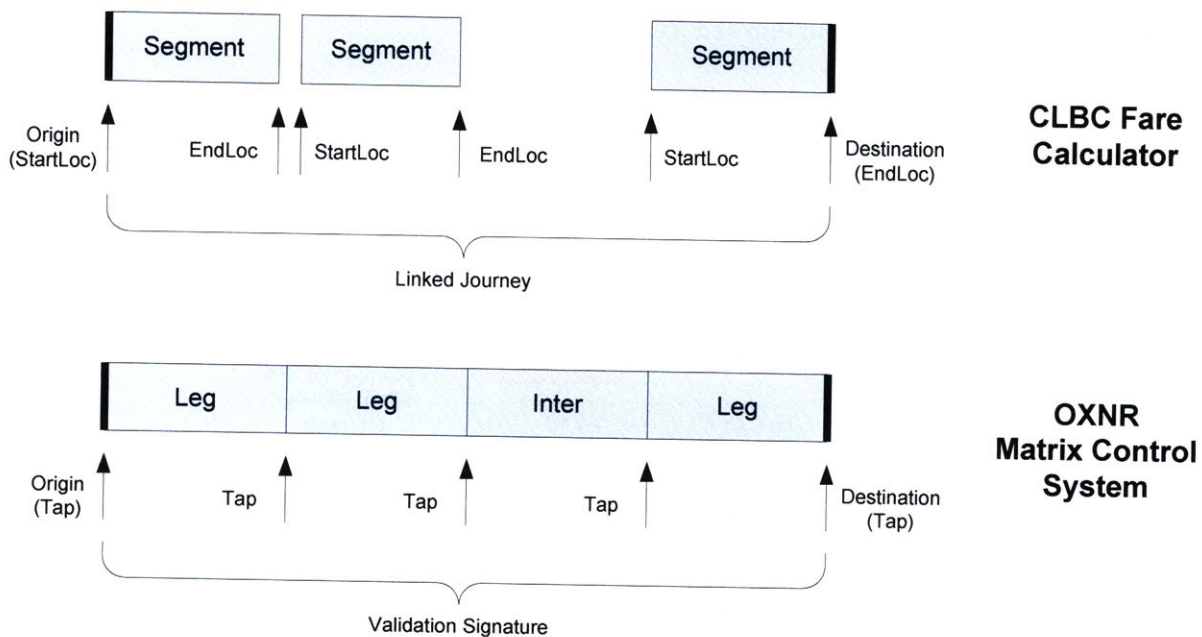 Segment
Segment
Segment
Origin
(StartLoc)
EndLoc
StartLoc
EndLoc
StartLoc
Destination
(EndLoc)
CLBC Fare
Calculator
Linked Journey
Leg
Leg
Inter
Leg
Origin
(Tap)
Tap
Tap
Tap
Destination
(Tap)
OXNR
Matrix Control
System
Validation Signature